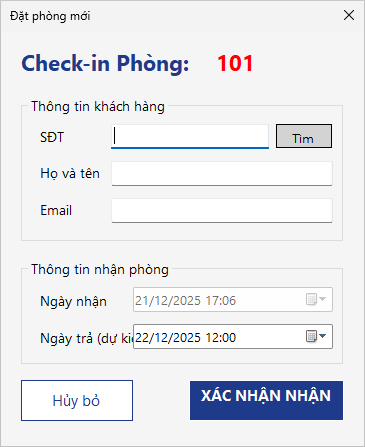 Đặt phòng mới
Check-in Phòng: 101
Thông tin khách hàng
SĐT
Tìm
Họ và tên
Email
Thông tin nhận phòng
Ngày nhận 21/12/2025 17:06
Ngày trả (dự kiế 22/12/2025 12:00
Hủy bỏ XÁC NHẬN NHẬN